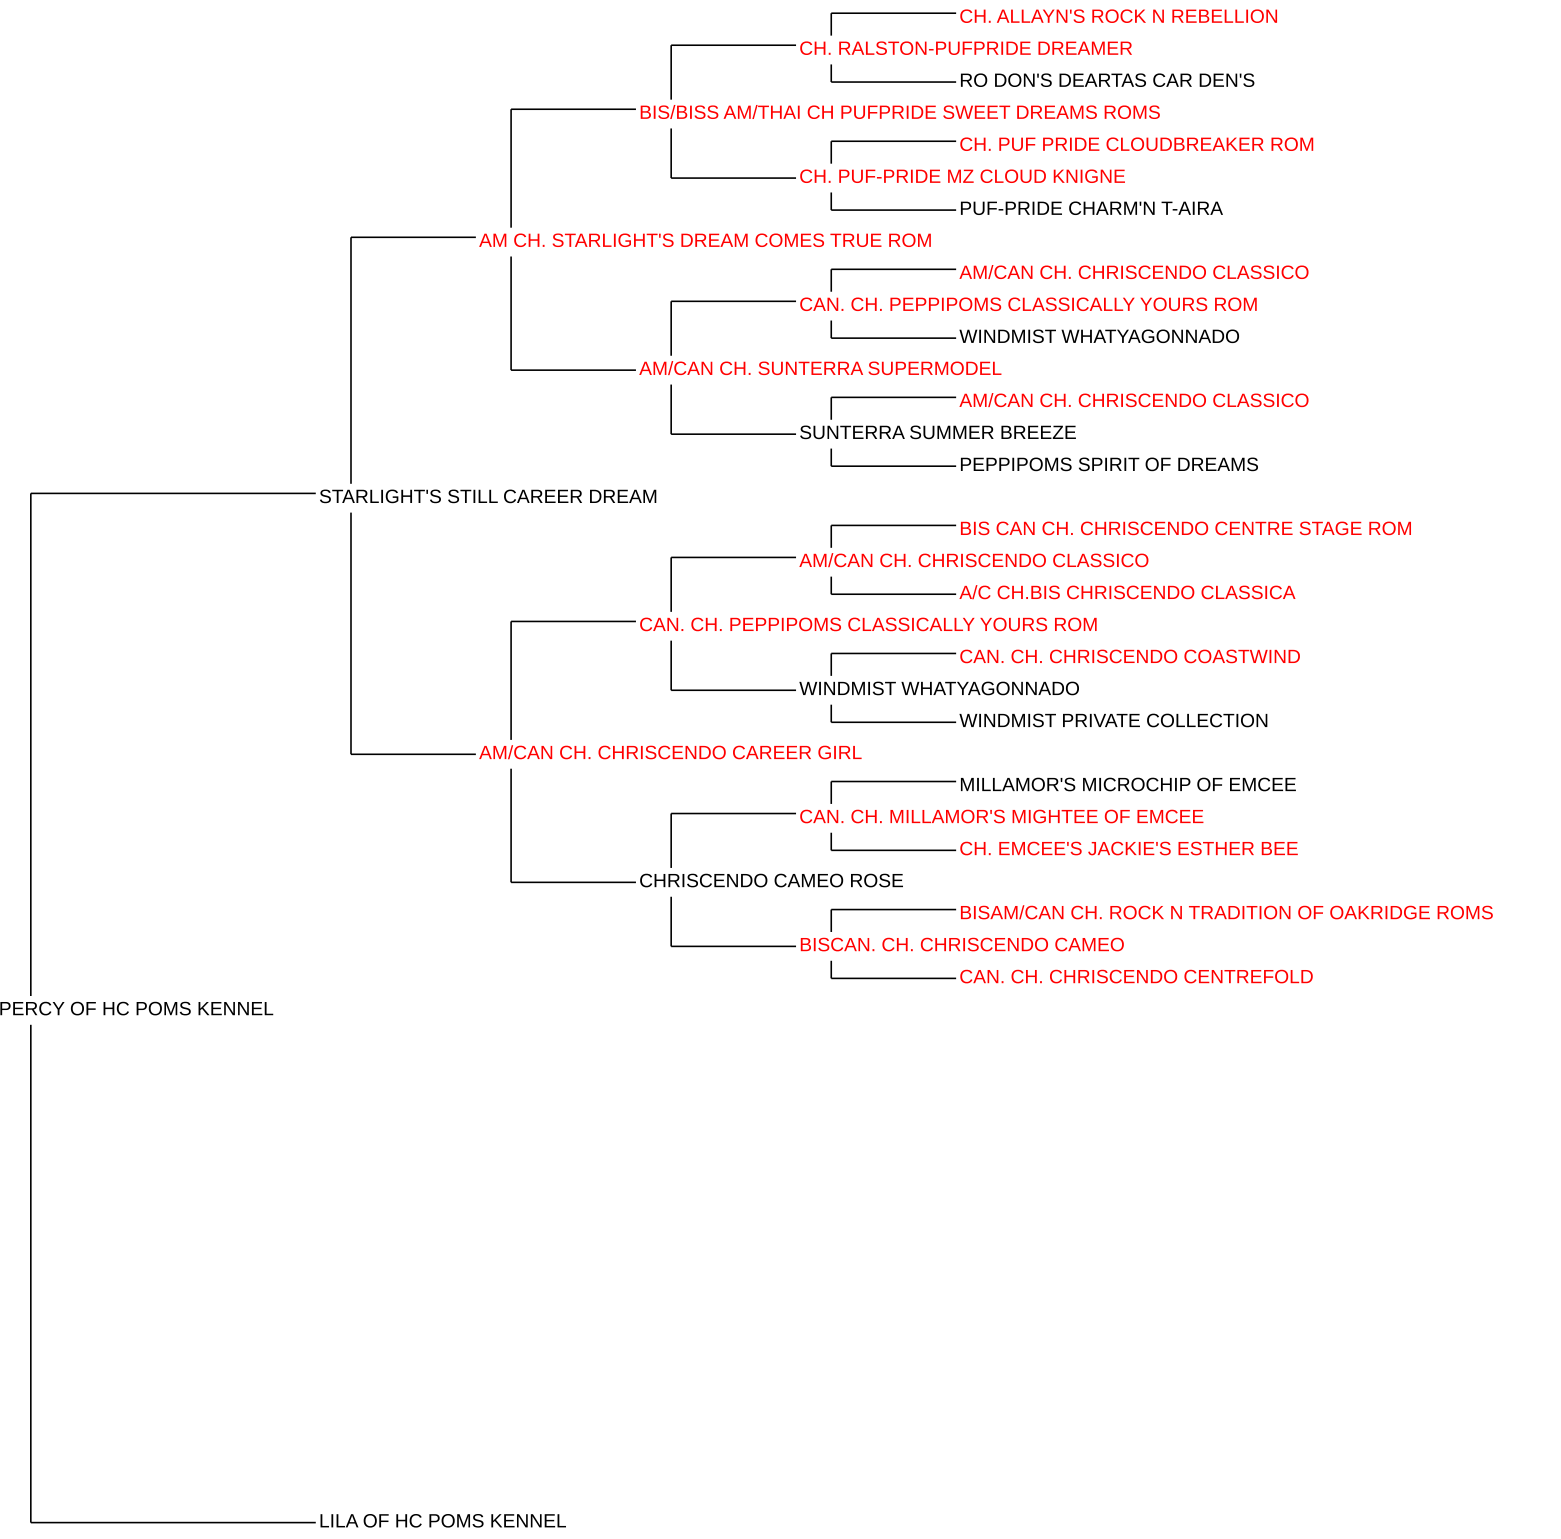 CH. ALLAYN'S ROCK N REBELLION
CH. RALSTON-PUFPRIDE DREAMER
RO DON'S DEARTAS CAR DEN'S
BIS/BISS AM/THAI CH PUFPRIDE SWEET DREAMS ROMS
CH. PUF PRIDE CLOUDBREAKER ROM
CH. PUF-PRIDE MZ CLOUD KNIGNE
PUF-PRIDE CHARM'N T-AIRA
AM CH. STARLIGHT'S DREAM COMES TRUE ROM
AM/CAN CH. CHRISCENDO CLASSICO
CAN. CH. PEPPIPOMS CLASSICALLY YOURS ROM
WINDMIST WHATYAGONNADO
AM/CAN CH. SUNTERRA SUPERMODEL
AM/CAN CH. CHRISCENDO CLASSICO
SUNTERRA SUMMER BREEZE
PEPPIPOMS SPIRIT OF DREAMS
STARLIGHT'S STILL CAREER DREAM
BIS CAN CH. CHRISCENDO CENTRE STAGE ROM
AM/CAN CH. CHRISCENDO CLASSICO
A/C CH.BIS CHRISCENDO CLASSICA
CAN. CH. PEPPIPOMS CLASSICALLY YOURS ROM
CAN. CH. CHRISCENDO COASTWIND
WINDMIST WHATYAGONNADO
WINDMIST PRIVATE COLLECTION
AM/CAN CH. CHRISCENDO CAREER GIRL
MILLAMOR'S MICROCHIP OF EMCEE
CAN. CH. MILLAMOR'S MIGHTEE OF EMCEE
CH. EMCEE'S JACKIE'S ESTHER BEE
CHRISCENDO CAMEO ROSE
BISAM/CAN CH. ROCK N TRADITION OF OAKRIDGE ROMS
BISCAN. CH. CHRISCENDO CAMEO
CAN. CH. CHRISCENDO CENTREFOLD
PERCY OF HC POMS KENNEL
LILA OF HC POMS KENNEL